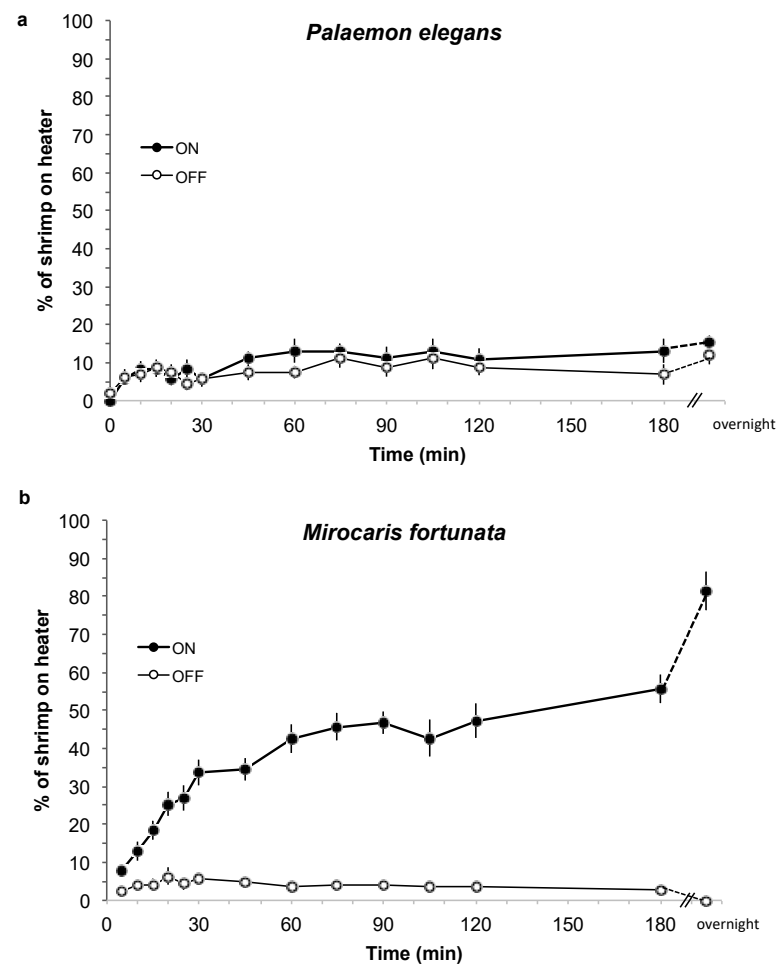 a
Palaemon elegans
% of shrimp on heater
100
90
80
70
60
50
40
30
20
10
0
ON
OFF
0 30 60 90 120 150 180 overnight
Time (min)
b
Mirocaris fortunata
% of shrimp on heater
100
90
80
70
60
50
40
30
20
10
0
ON
OFF
0 30 60 90 120 150 180 overnight
Time (min)